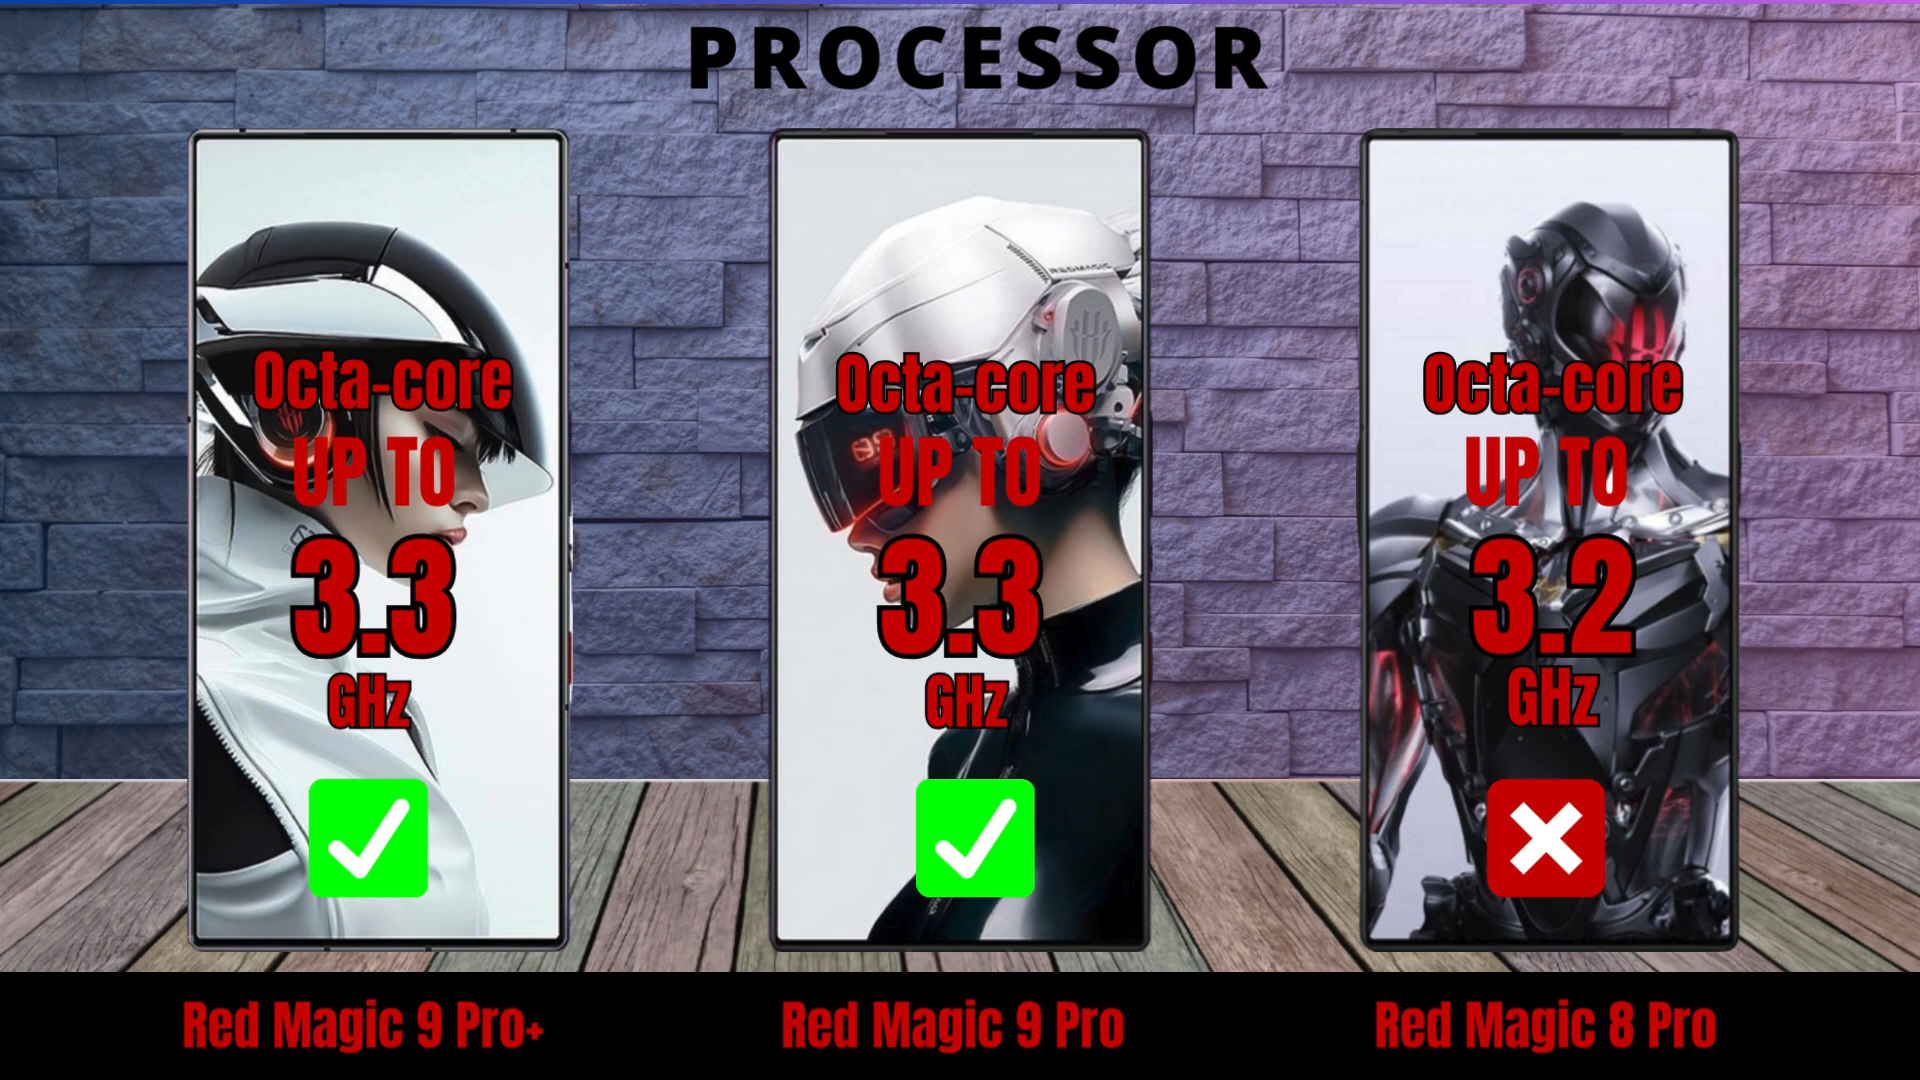 PROCESSOR
Octa-core
UP TO
3.3
GHz
Red Magic 9 Pro+
REDMAGIC
Octa-core
UP TO
3.3
GHz
Red Magic 9 Pro
Octa-core
UP TO
3.2
GHz
Red Magic 8 Pro